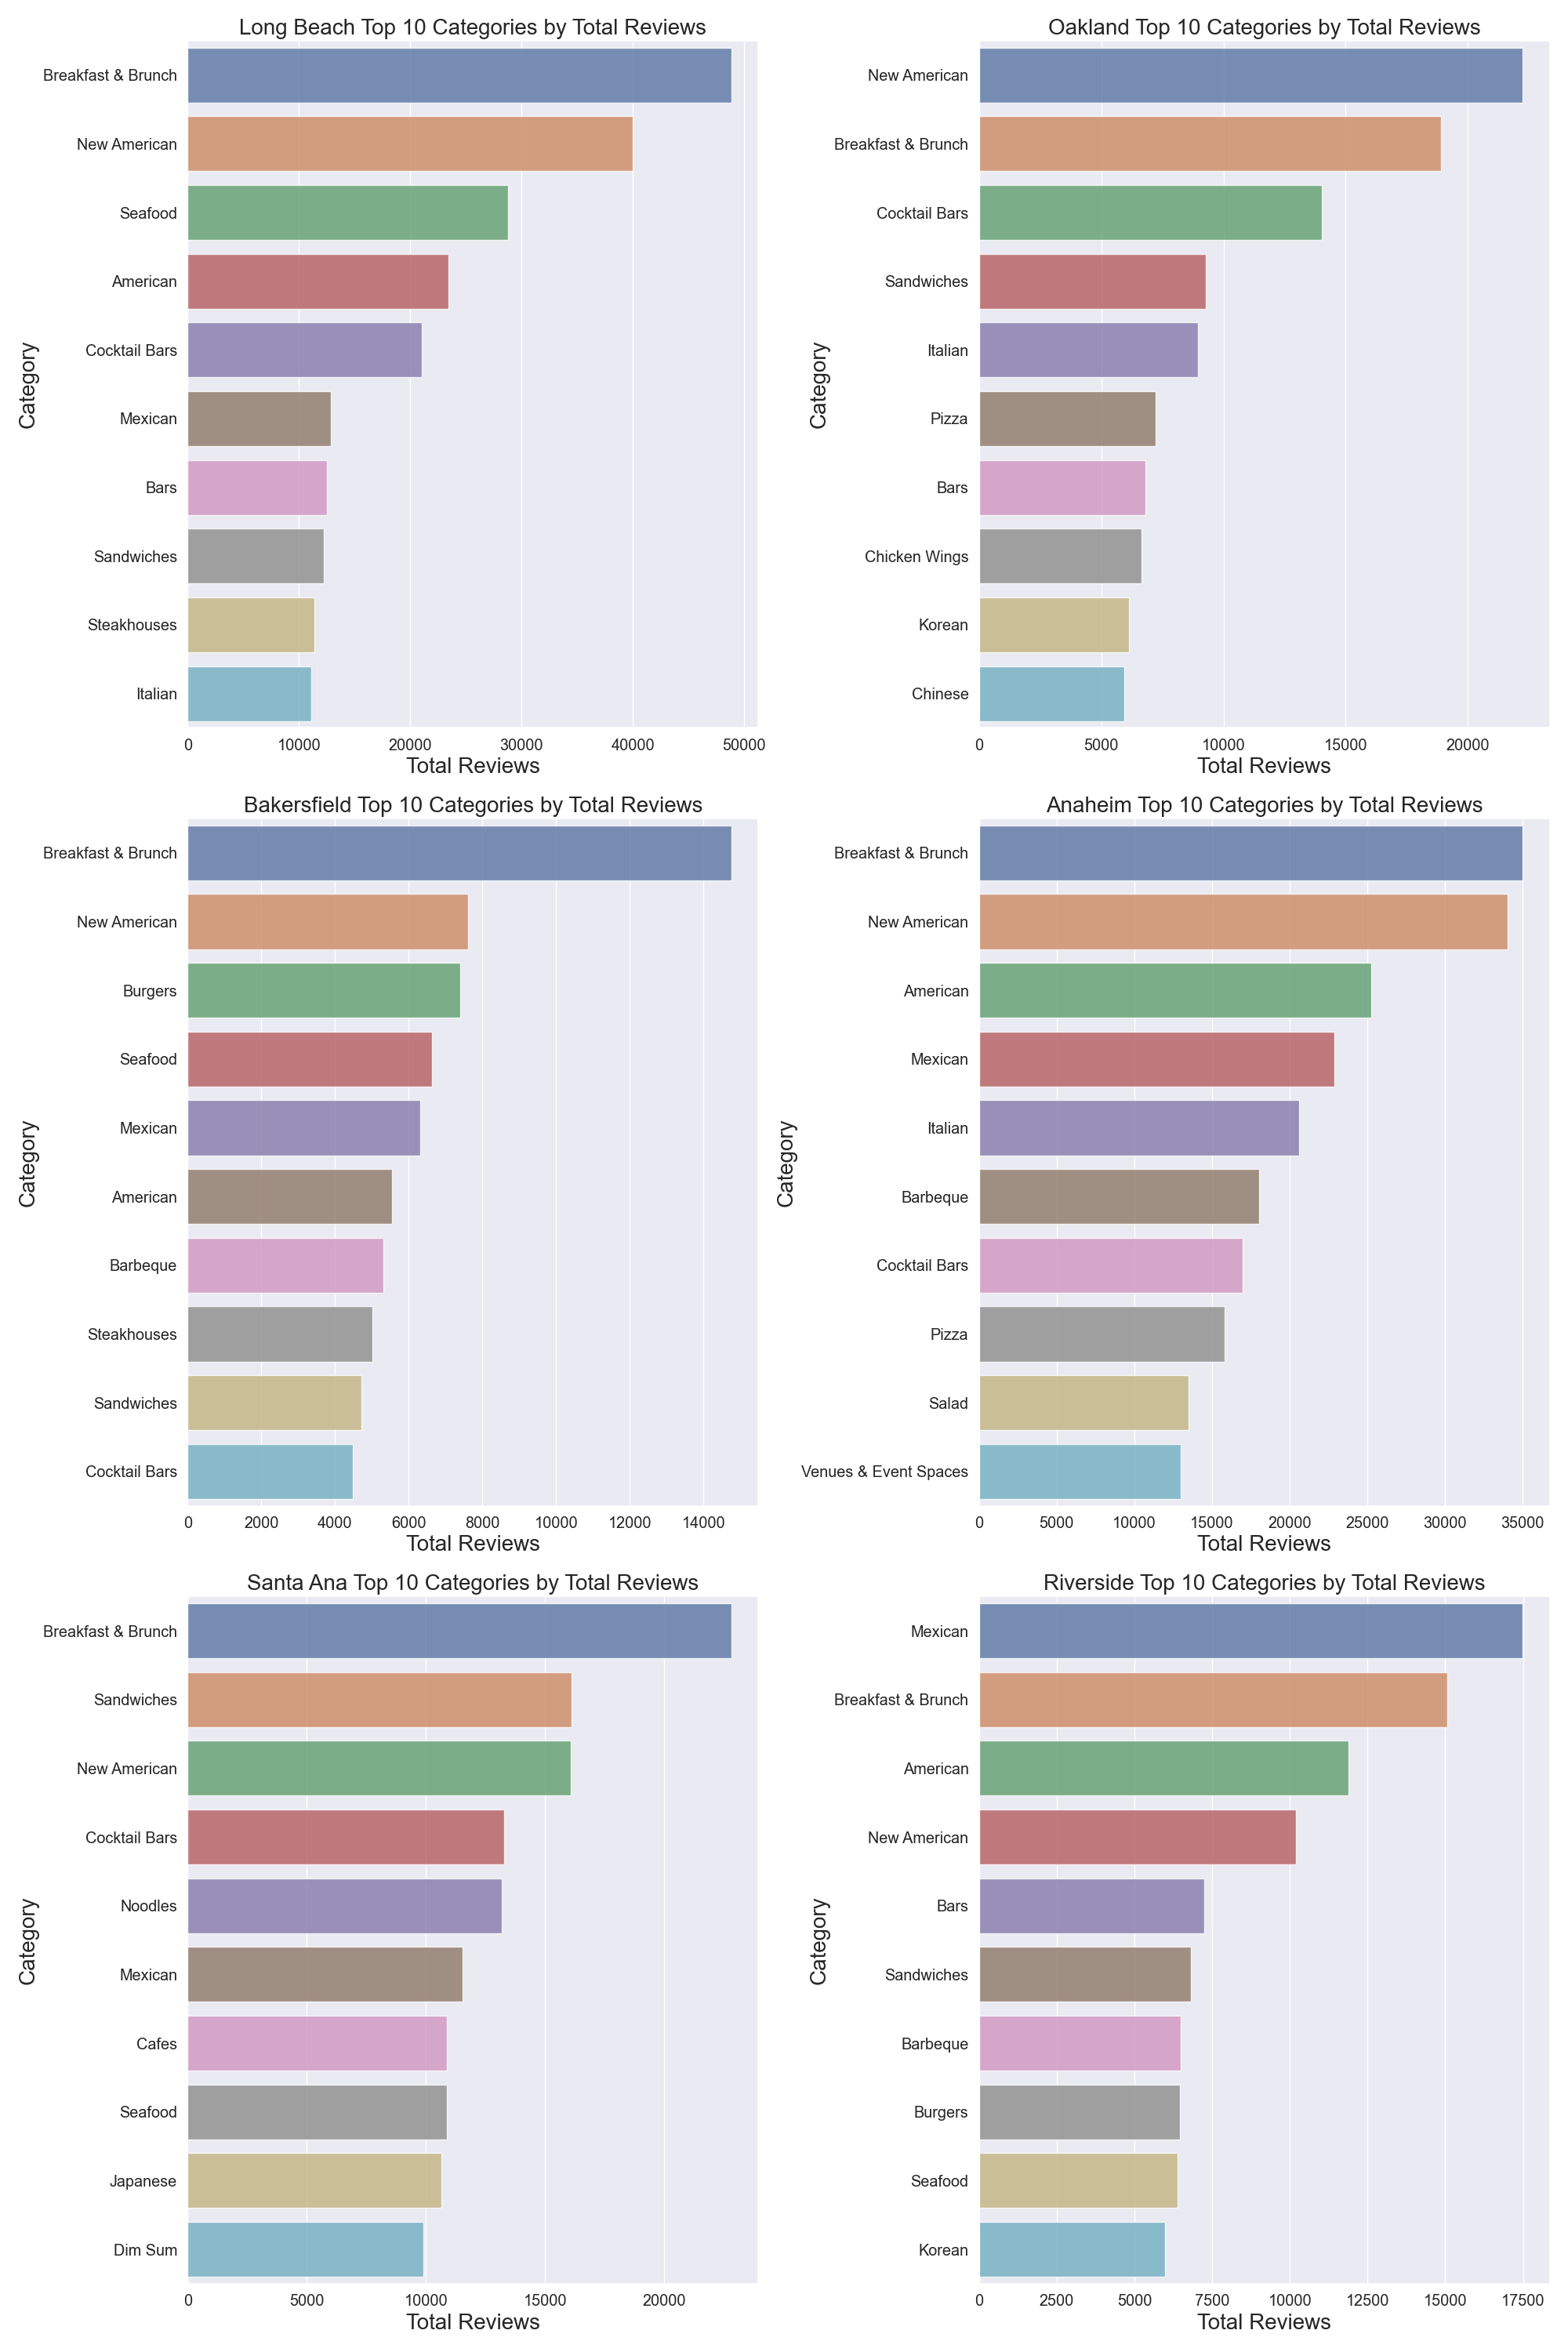 Long Beach Top 10 Categories by Total Reviews
Category
Breakfast & Brunch
New American
Seafood
American
Cocktail Bars
Mexican
Bars
Sandwiches
Steakhouses
Italian
0 10000 20000 30000 40000 50000
Total Reviews
Oakland Top 10 Categories by Total Reviews
Category
New American
Breakfast & Brunch
Cocktail Bars
Sandwiches
Italian
Pizza
Bars
Chicken Wings
Korean
Chinese
0 5000 10000 15000 20000
Total Reviews
Bakersfield Top 10 Categories by Total Reviews
Category
Breakfast & Brunch
New American
Burgers
Seafood
Mexican
American
Barbeque
Steakhouses
Sandwiches
Cocktail Bars
0 2000 4000 6000 8000 10000 12000 14000
Total Reviews
Anaheim Top 10 Categories by Total Reviews
Category
Breakfast & Brunch
New American
American
Mexican
Italian
Barbeque
Cocktail Bars
Pizza
Salad
Venues & Event Spaces
0 5000 10000 15000 20000 25000 30000 35000
Total Reviews
Santa Ana Top 10 Categories by Total Reviews
Category
Breakfast & Brunch
Sandwiches
New American
Cocktail Bars
Noodles
Mexican
Cafes
Seafood
Japanese
Dim Sum
0 5000 10000 15000 20000
Total Reviews
Riverside Top 10 Categories by Total Reviews
Category
Mexican
Breakfast & Brunch
American
New American
Bars
Sandwiches
Barbeque
Burgers
Seafood
Korean
0 2500 5000 7500 10000 12500 15000 17500
Total Reviews